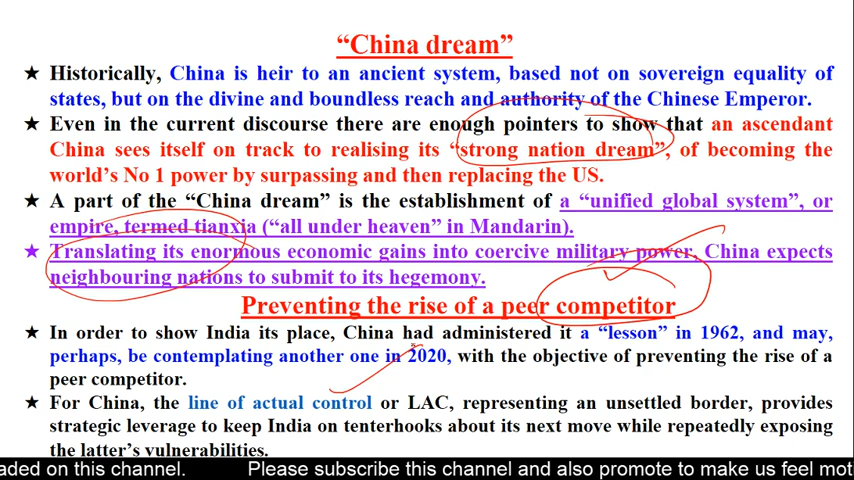 “China dream”
★ Historically, China is heir to an ancient system, based not on sovereign equality of
states, but on the divine and boundless reach and authority of the Chinese Emperor.
★ Even in the current discourse there are enough pointers to show that an ascendant
China sees itself on track to realising its “strong nation dream”, of becoming the
world’s No 1 power by surpassing and then replacing the US.
★ A part of the “China dream” is the establishment of a “unified global system”, or
empire, termed tianxia (“all under heaven” in Mandarin).
★ Translating its enormous economic gains into coercive military power, China expects
neighbouring nations to submit to its hegemony.
Preventing the rise of a peer competitor
★ In order to show India its place, China had administered it a “lesson” in 1962, and may,
perhaps, be contemplating another one in 2020, with the objective of preventing the rise of a
peer competitor.
★ For China, the line of actual control or LAC, representing an unsettled border, provides
strategic leverage to keep India on tenterhooks about its next move while repeatedly exposing
the latter’s vulnerabilities.
aded on this channel. Please subscribe this channel and also promote to make us feel mot